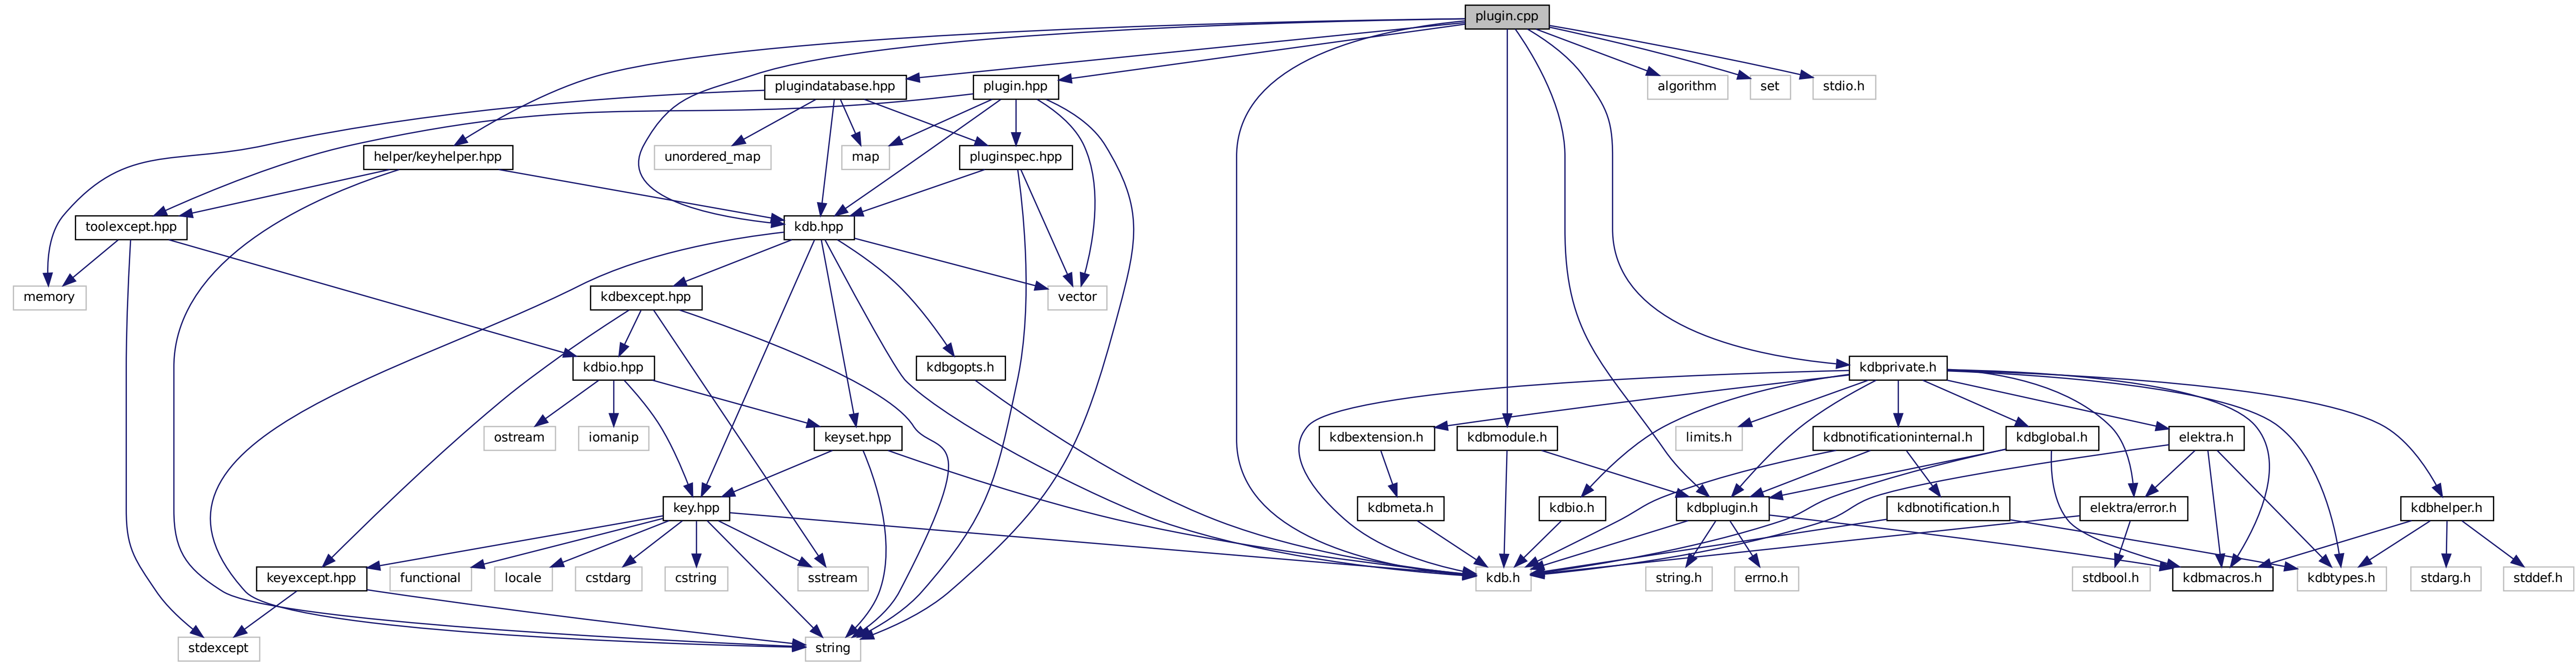 plugin.cpp
plugindatabase.hpp
plugin.hpp
algorithm
set
stdio.h
helper/keyhelper.hpp
unordered_map
map
pluginspec.hpp
toolexcept.hpp
kdb.hpp
memory
kdbexcept.hpp
vector
kdbio.hpp
kdbgopts.h
kdbprivate.h
ostream
iomanip
keyset.hpp
kdbextension.h
kdbmodule.h
limits.h
kdbnotificationinternal.h
kdbglobal.h
elektra.h
key.hpp
kdbmeta.h
kdbio.h
kdbplugin.h
kdbnotification.h
elektra/error.h
kdbhelper.h
keyexcept.hpp
functional
locale
cstdarg
cstring
sstream
kdb.h
string.h
errno.h
stdbool.h
kdbmacros.h
kdbtypes.h
stdarg.h
stddef.h
stdexcept
string